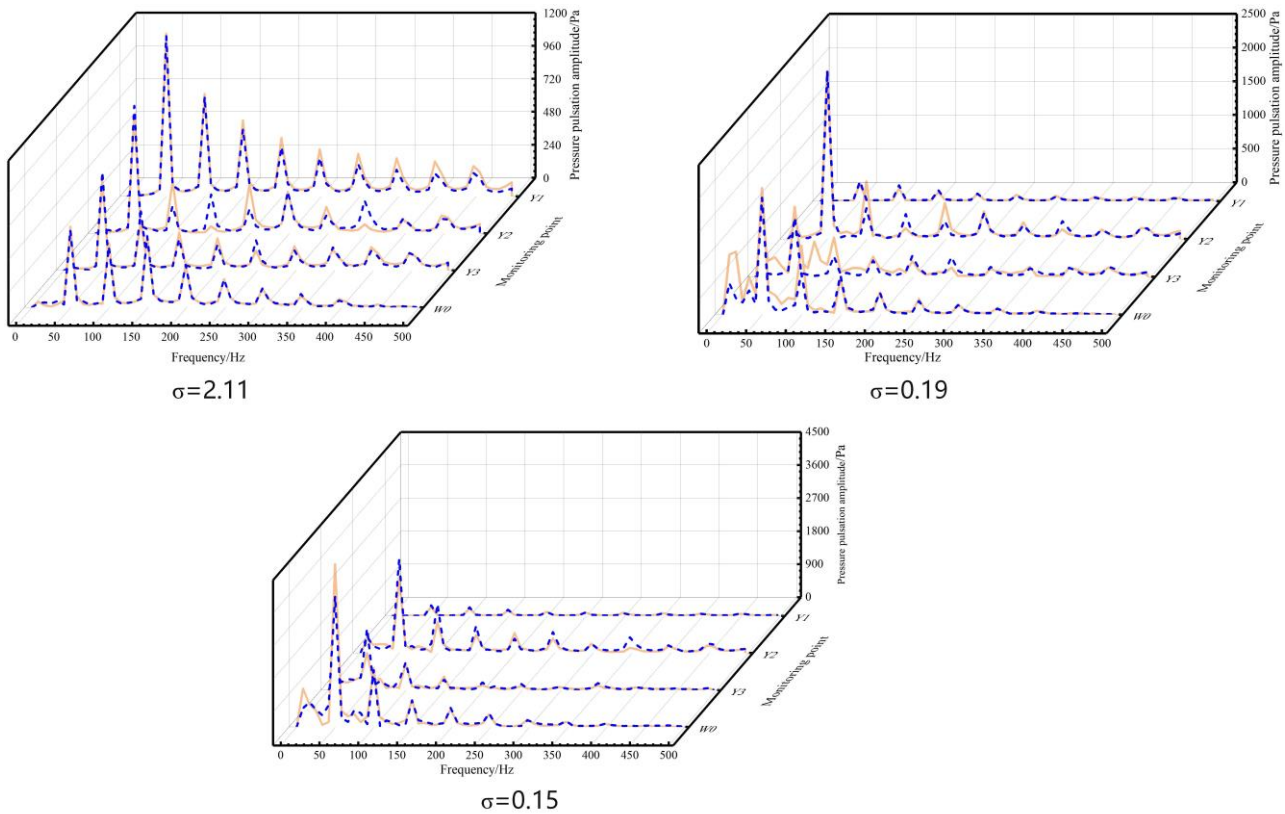 1200
960
720
480
240
0
Pressure pulsation amplitude/Pa
Y1
Y2
Y3
W0
Monitoring point
0 50 100 150 200 250 300 350 400 450 500
Frequency/Hz
σ=2.11
2500
2000
1500
1000
500
0
Pressure pulsation amplitude/Pa
Y1
Y2
Y3
W0
Monitoring point
0 50 100 150 200 250 300 350 400 450 500
Frequency/Hz
σ=0.19
4500
3600
2700
1800
900
0
Pressure pulsation amplitude/Pa
Y1
Y2
Y3
W0
Monitoring point
0 50 100 150 200 250 300 350 400 450 500
Frequency/Hz
σ=0.15